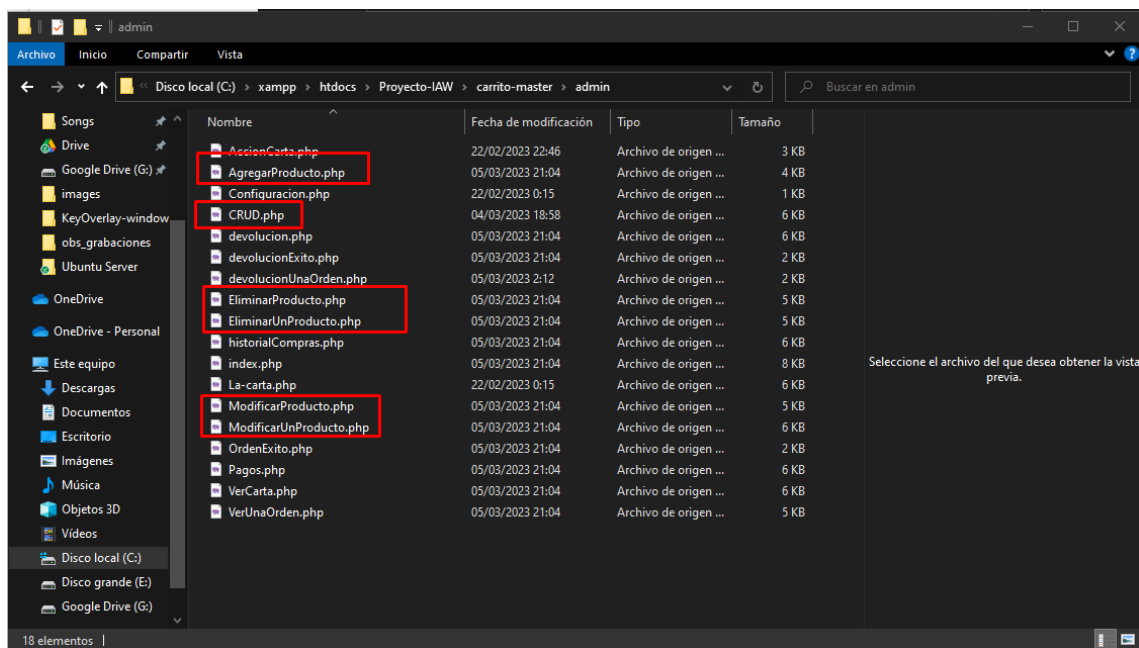 admin
Archivo Inicio Compartir Vista
« Disco local (C:) > xampp > htdocs > Proyecto-IAW > carrito-master > admin Buscar en admin
Songs
Drive
Google Drive (G:)
images
KeyOverlay-window
obs_grabaciones
Ubuntu Server
OneDrive
OneDrive - Personal
Este equipo
Descargas
Documentos
Escritorio
Imágenes
Música
Objetos 3D
Vídeos
Disco local (C:)
Disco grande (E:)
Google Drive (G:)
Nombre Fecha de modificación Tipo Tamaño
AccionCarta.php 22/02/2023 22:46 Archivo de origen ... 3 KB
AgregarProducto.php 05/03/2023 21:04 Archivo de origen ... 4 KB
Configuracion.php 22/02/2023 0:15 Archivo de origen ... 1 KB
CRUD.php 04/03/2023 18:58 Archivo de origen ... 6 KB
devolucion.php 05/03/2023 21:04 Archivo de origen ... 6 KB
devolucionExito.php 05/03/2023 21:04 Archivo de origen ... 2 KB
devolucionUnaOrden.php 05/03/2023 2:12 Archivo de origen ... 2 KB
EliminarProducto.php 05/03/2023 21:04 Archivo de origen ... 5 KB
EliminarUnProducto.php 05/03/2023 21:04 Archivo de origen ... 5 KB
historialCompras.php 05/03/2023 21:04 Archivo de origen ... 6 KB
index.php 05/03/2023 21:04 Archivo de origen ... 8 KB
La-carta.php 22/02/2023 0:15 Archivo de origen ... 6 KB
ModificarProducto.php 05/03/2023 21:04 Archivo de origen ... 5 KB
ModificarUnProducto.php 05/03/2023 21:04 Archivo de origen ... 6 KB
OrdenExito.php 05/03/2023 21:04 Archivo de origen ... 2 KB
Pagos.php 05/03/2023 21:04 Archivo de origen ... 6 KB
VerCarta.php 05/03/2023 21:04 Archivo de origen ... 6 KB
VerUnaOrden.php 05/03/2023 21:04 Archivo de origen ... 5 KB
Seleccione el archivo del que desea obtener la vista
previa.
18 elementos